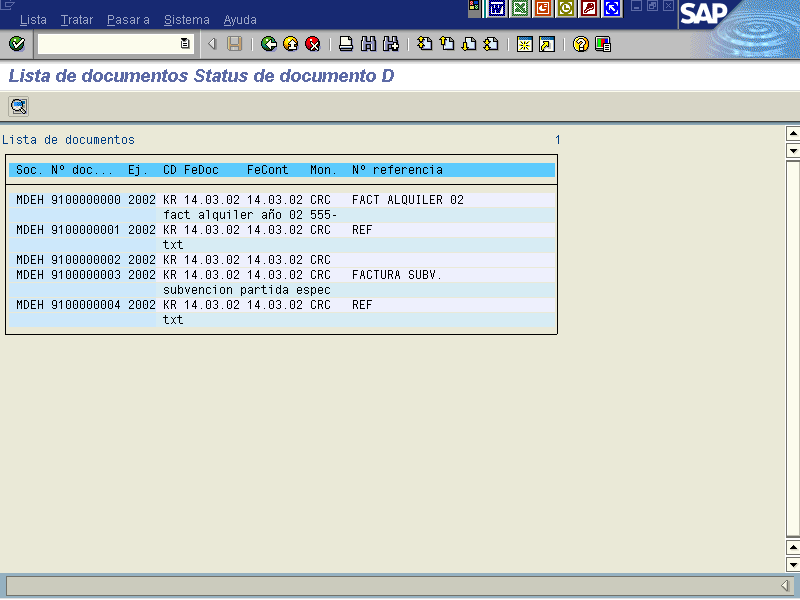 Lista Tratar Pasar a Sistema Ayuda
SAP
Lista de documentos Status de documento D
Lista de documentos 1
Soc. Nº doc... Ej. CD FeDoc FeCont Mon. Nº referencia
MDEH 9100000000 2002 KR 14.03.02 14.03.02 CRC FACT ALQUILER 02
fact alquiler año 02 555-
MDEH 9100000001 2002 KR 14.03.02 14.03.02 CRC REF
txt
MDEH 9100000002 2002 KR 14.03.02 14.03.02 CRC
MDEH 9100000003 2002 KR 14.03.02 14.03.02 CRC FACTURA SUBV.
subvencion partida espec
MDEH 9100000004 2002 KR 14.03.02 14.03.02 CRC REF
txt